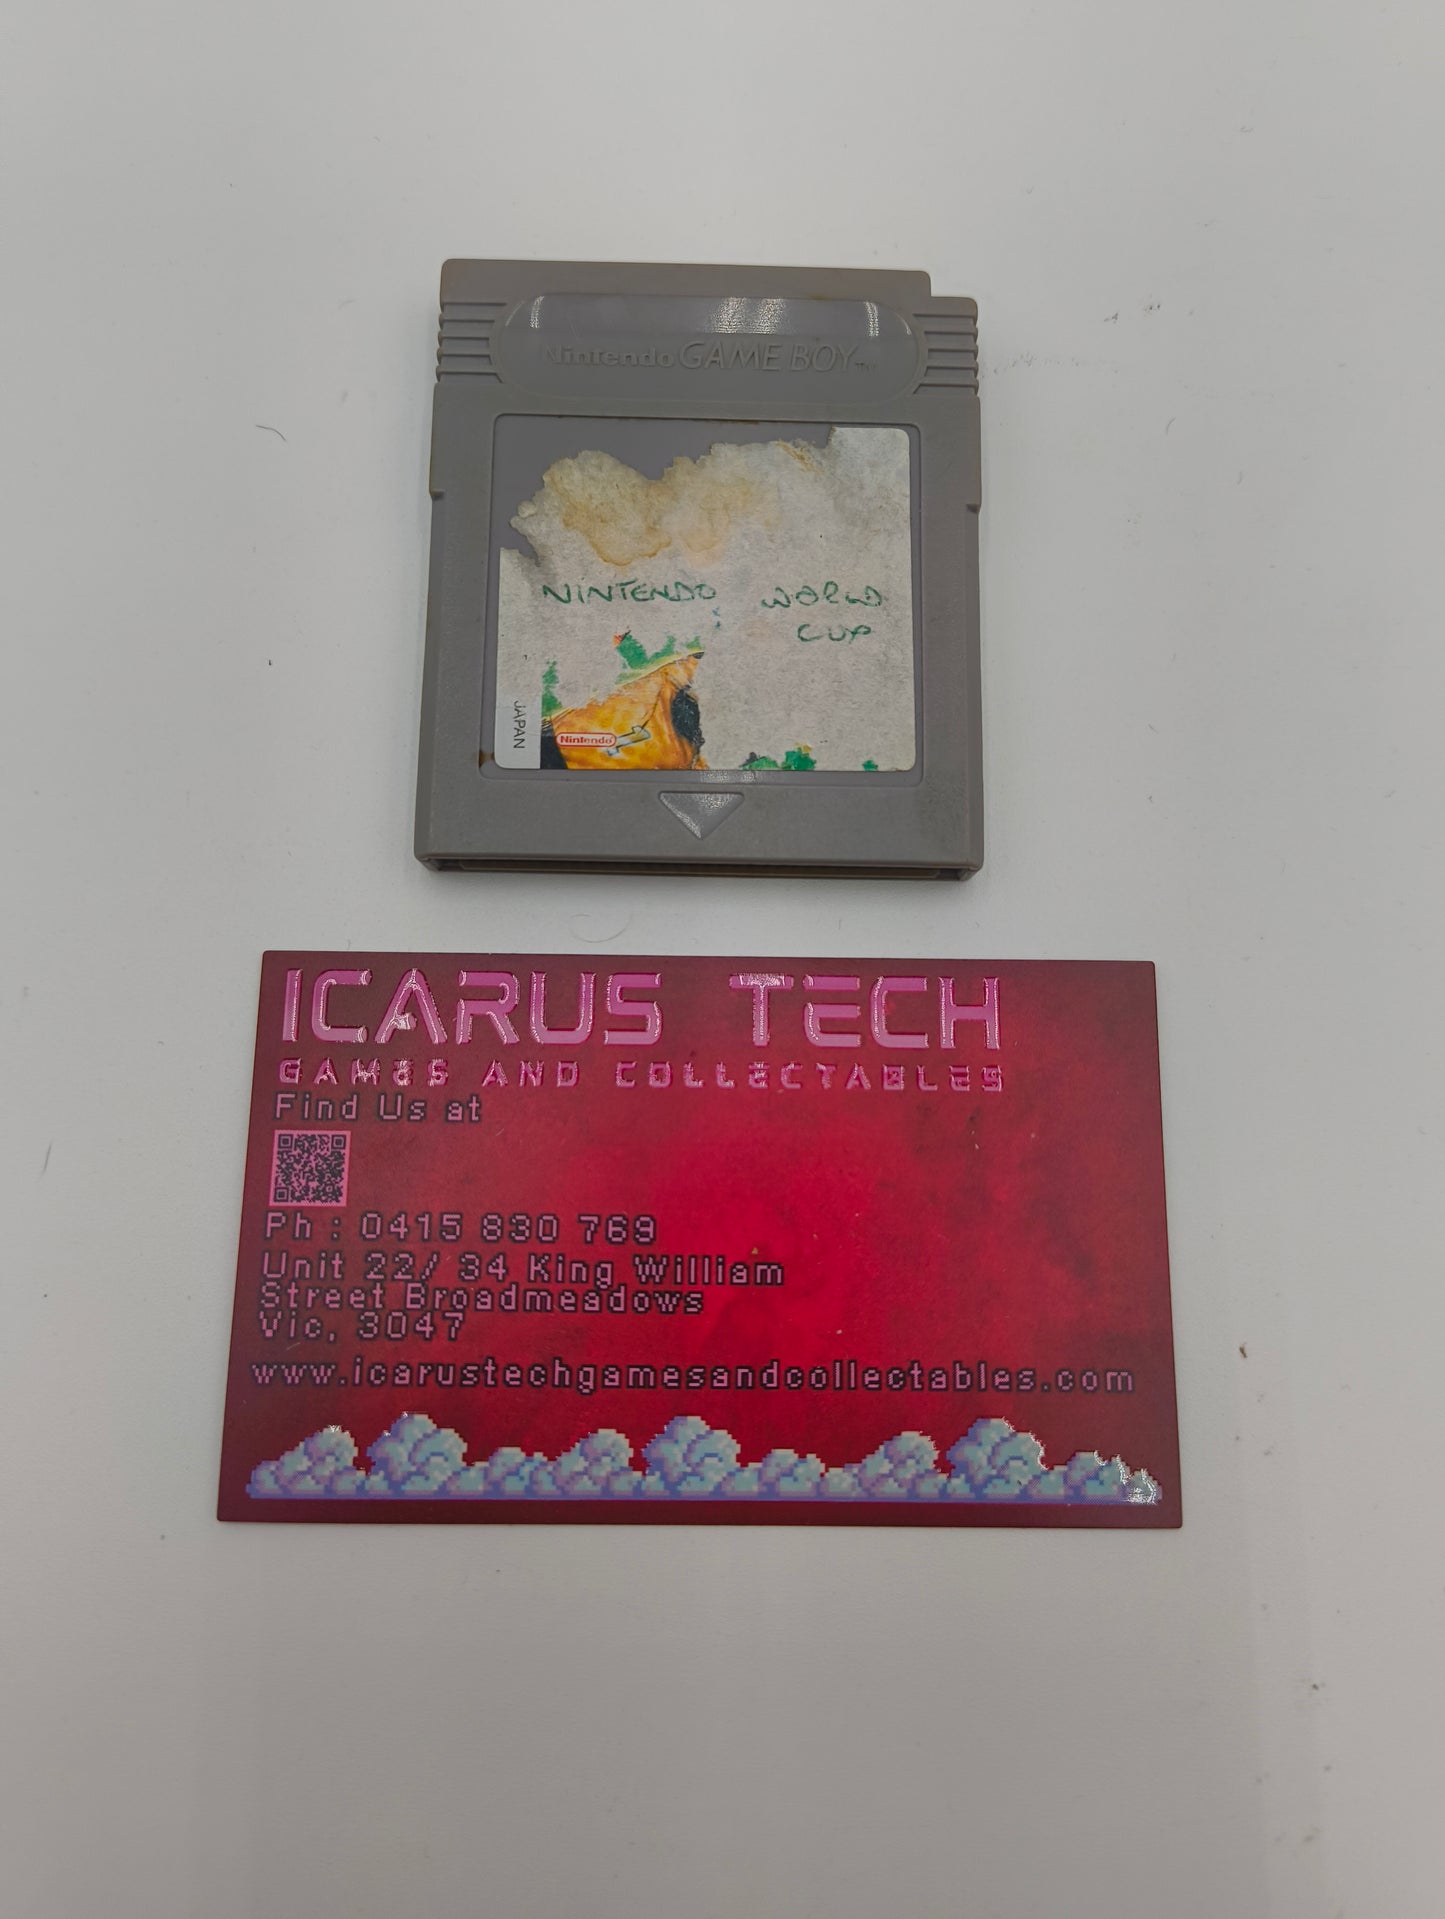 Nintendo GAME BOY TM
NINTENDO WORLD
CUP
JAPAN
Nintendo
ICARUS TECH
GAMES AND COLLECTABLES
Find Us at
Ph : 0415 830 769
Unit 22/ 34 King William
Street Broadmeadows
Vic, 3047
www.icarustechgamesandcollectables.com